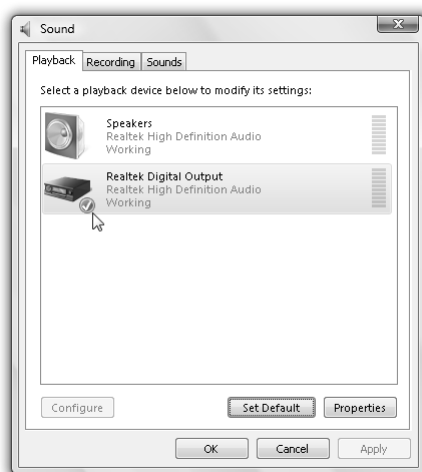 Sound
Playback Recording Sounds
Select a playback device below to modify its settings:
Speakers
Realtek High Definition Audio
Working
Realtek Digital Output
Realtek High Definition Audio
Working
Configure Set Default Properties
OK Cancel Apply